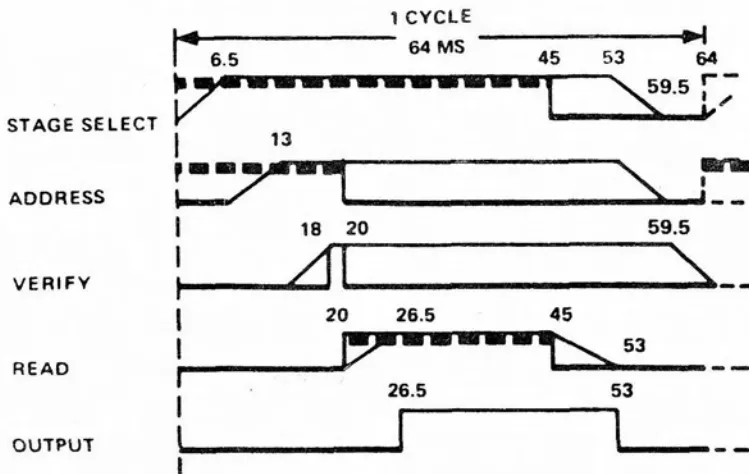 1 CYCLE
64 MS
6.5 45 53 64
59.5
STAGE SELECT
13
ADDRESS
18 20 59.5
VERIFY
20 26.5 45
53
READ
26.5 53
OUTPUT